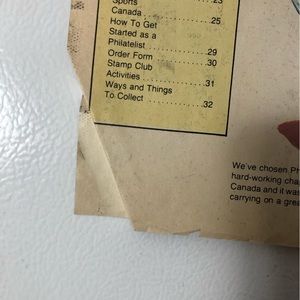 Sports
Canada . . . . . . . . . . . . . . 25
How To Get
Started as a
Philatelist . . . . . . . . . . . . 29
Order Form . . . . . . . . . . 30
Stamp Club
Activities . . . . . . . . . . . . 31
Ways and Things
To Collect . . . . . . . . . . . 32
We've chosen
hard-working
Canada and it was
carrying on a